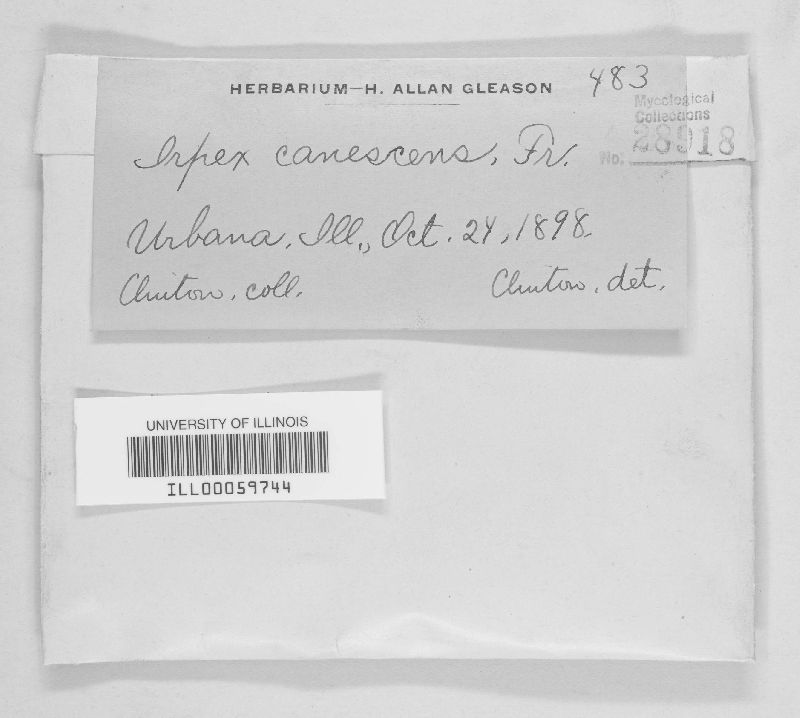 HERBARIUM—H. ALLAN GLEASON
483
Mycological
Collections
No: 28918
Irpex canescens, Fr.
Urbana, Ill., Oct. 24, 1898.
Clinton, coll.
Clinton, det.
UNIVERSITY OF ILLINOIS
ILL00059744